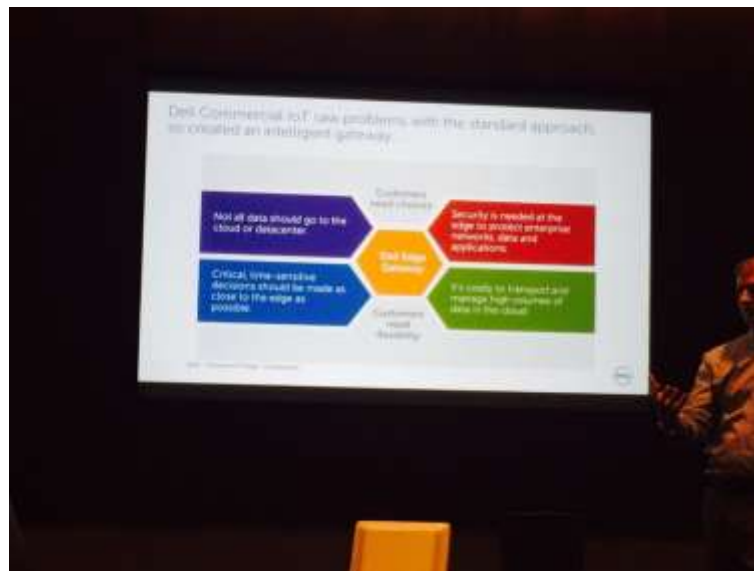 Dell Commercial IoT saw problems with the standard approach
so created an intelligent gateway.
Customers
need choices
Not all data should go to the
cloud or datacenter.
Security is needed at the
edge to protect enterprise
networks, data and
applications.
Dell Edge
Gateway
Critical, time-sensitive
decisions should be made as
close to the edge as
possible.
It's costly to transport and
manage high volumes of
data in the cloud.
Customers
need
flexibility